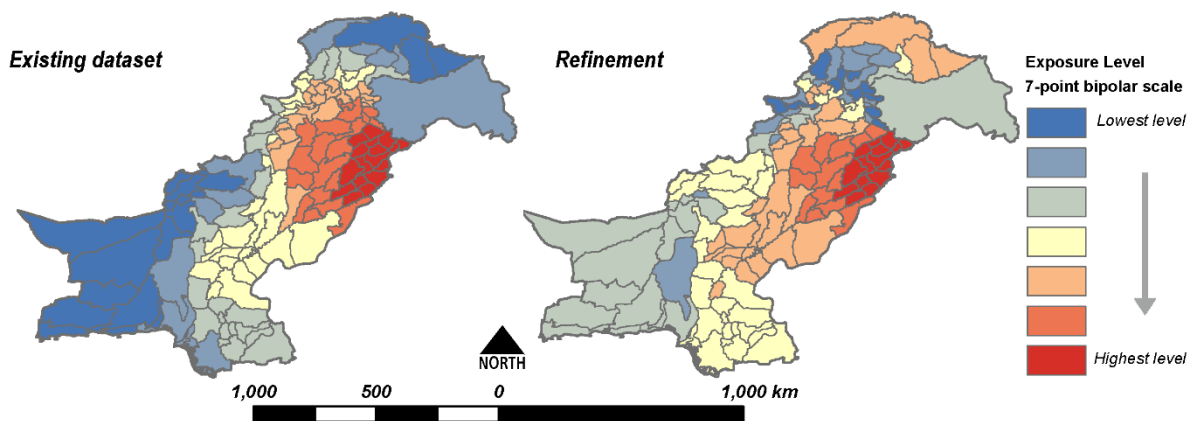 Existing dataset
Refinement
Exposure Level
7-point bipolar scale
Lowest level
Highest level
NORTH
1,000 500 0 1,000 km